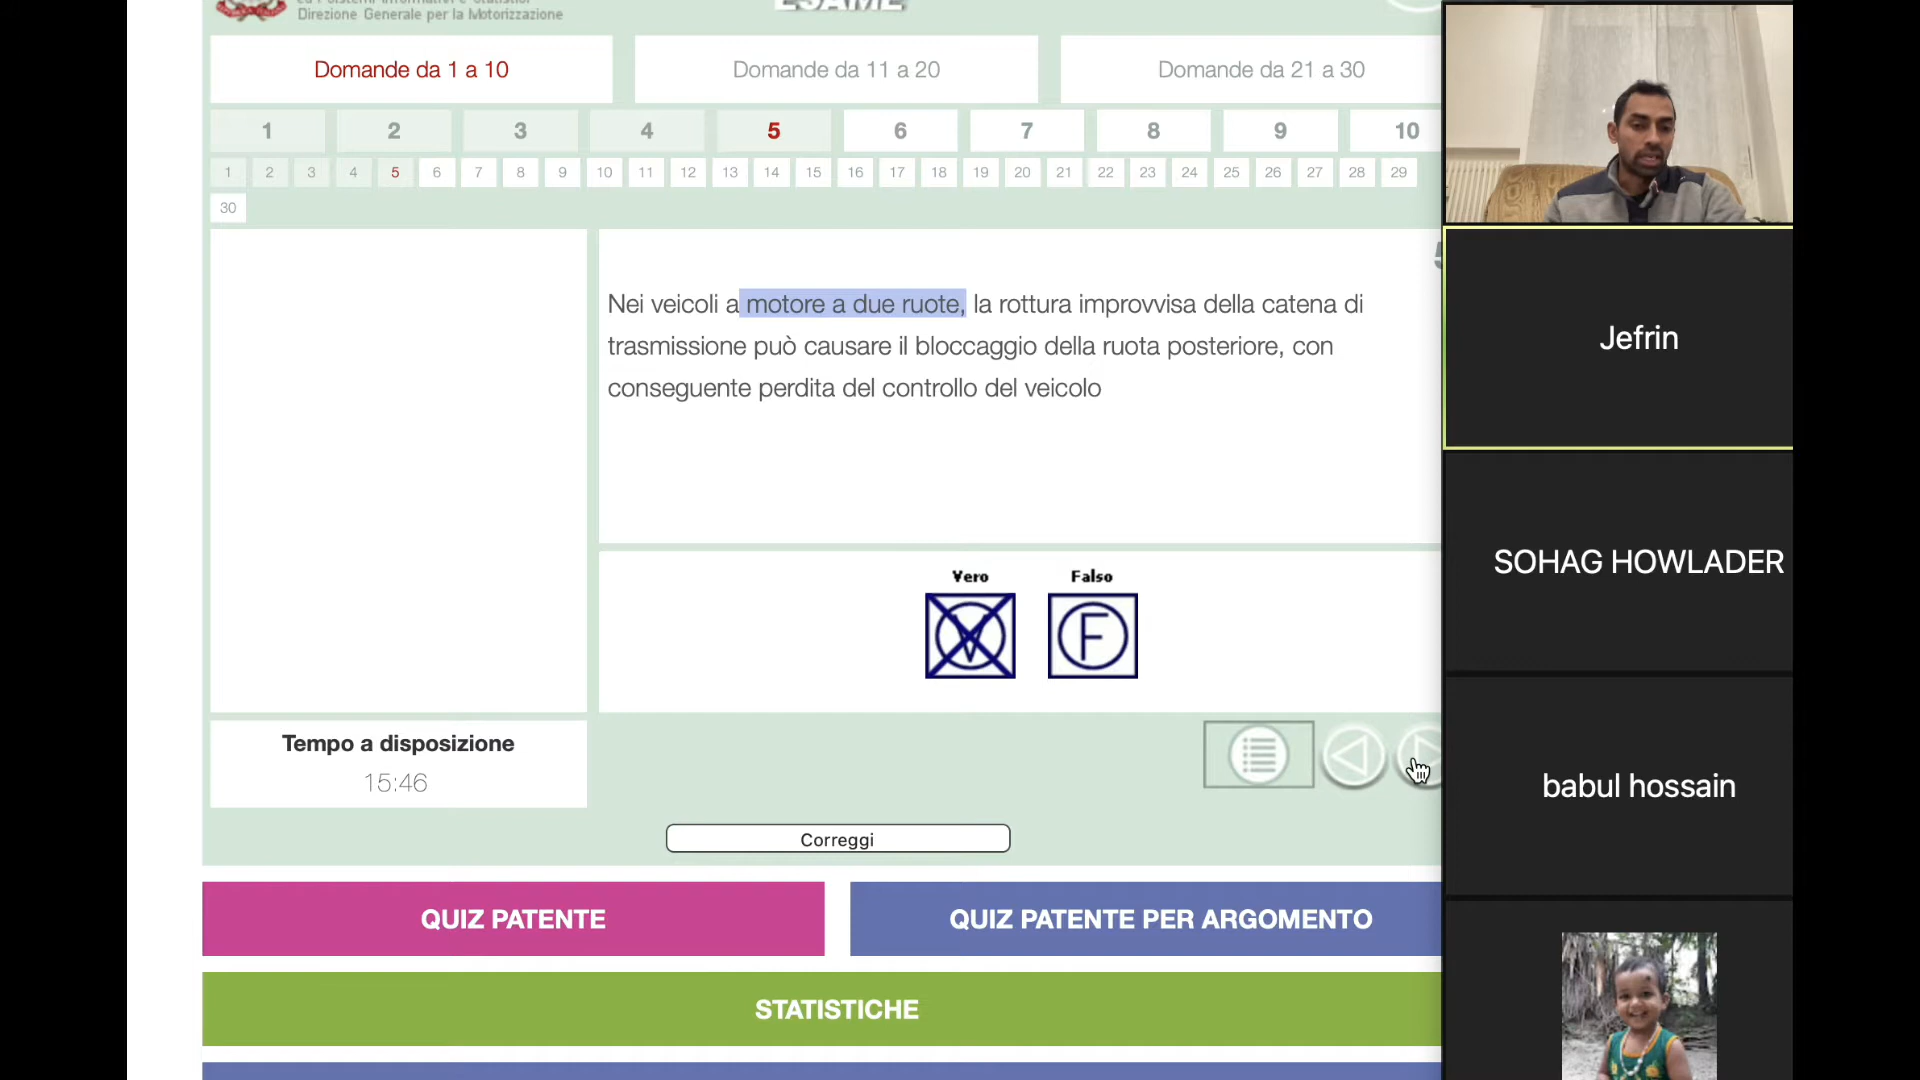 Direzione Generale per la Motorizzazione
ESAME
Domande da 1 a 10
Domande da 11 a 20
Domande da 21 a 30
1 2 3 4 5 6 7 8 9 10
1 2 3 4 5 6 7 8 9 10 11 12 13 14 15 16 17 18 19 20 21 22 23 24 25 26 27 28 29
30
Nei veicoli a motore a due ruote, la rottura improvvisa della catena di
trasmissione può causare il bloccaggio della ruota posteriore, con
conseguente perdita del controllo del veicolo
Vero Falso
V F
Tempo a disposizione
15:46
Correggi
QUIZ PATENTE
QUIZ PATENTE PER ARGOMENTO
STATISTICHE
Jefrin
SOHAG HOWLADER
babul hossain